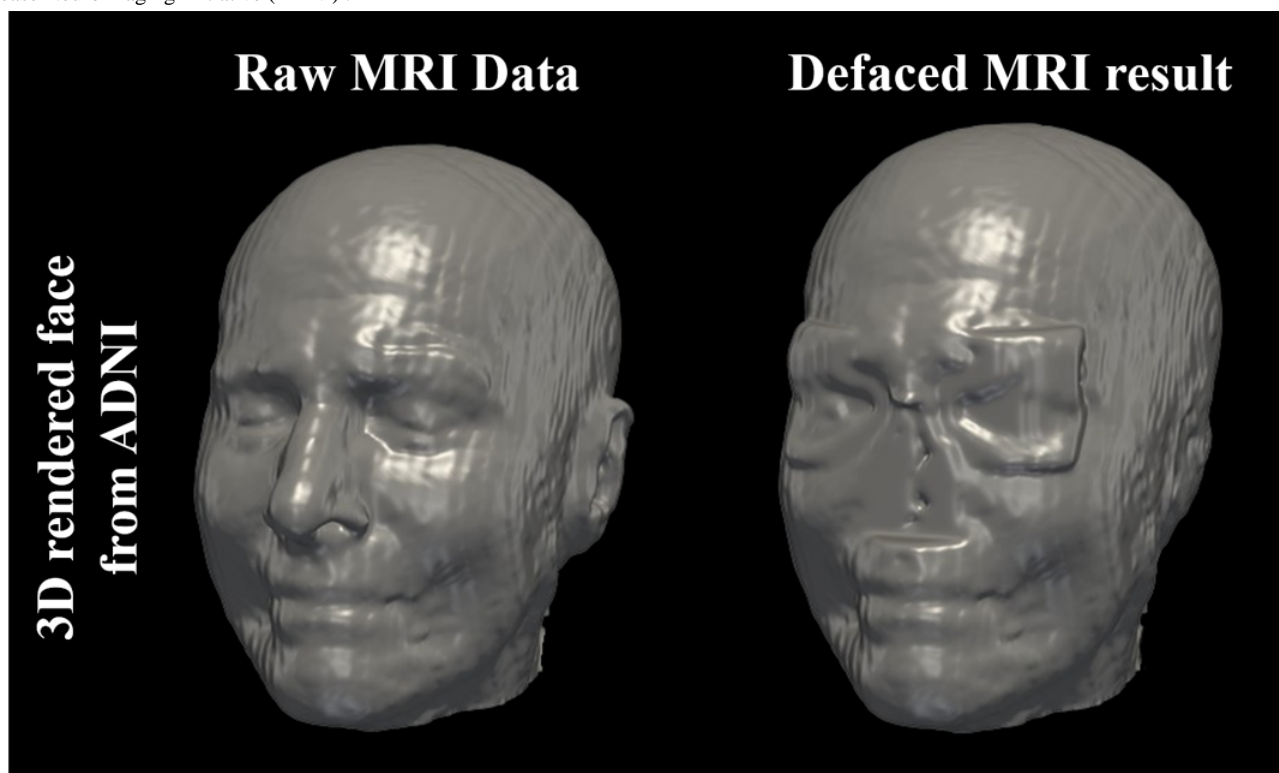 Raw MRI Data
Defaced MRI result
3D rendered face
from ADNI